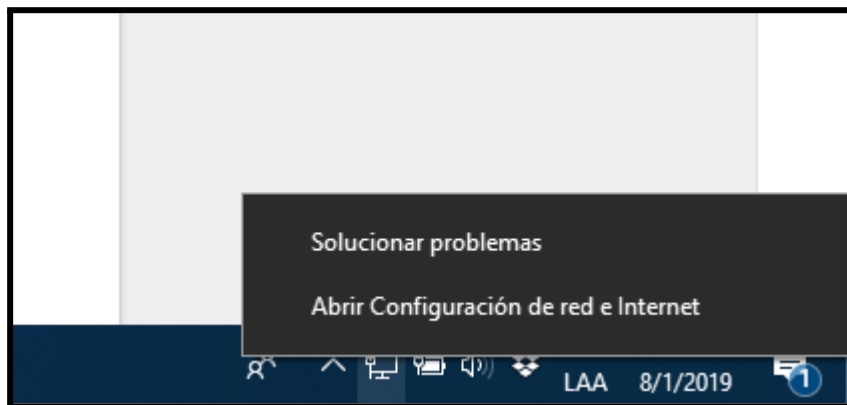 Solucionar problemas
Abrir Configuración de red e Internet
LAA 8/1/2019 1